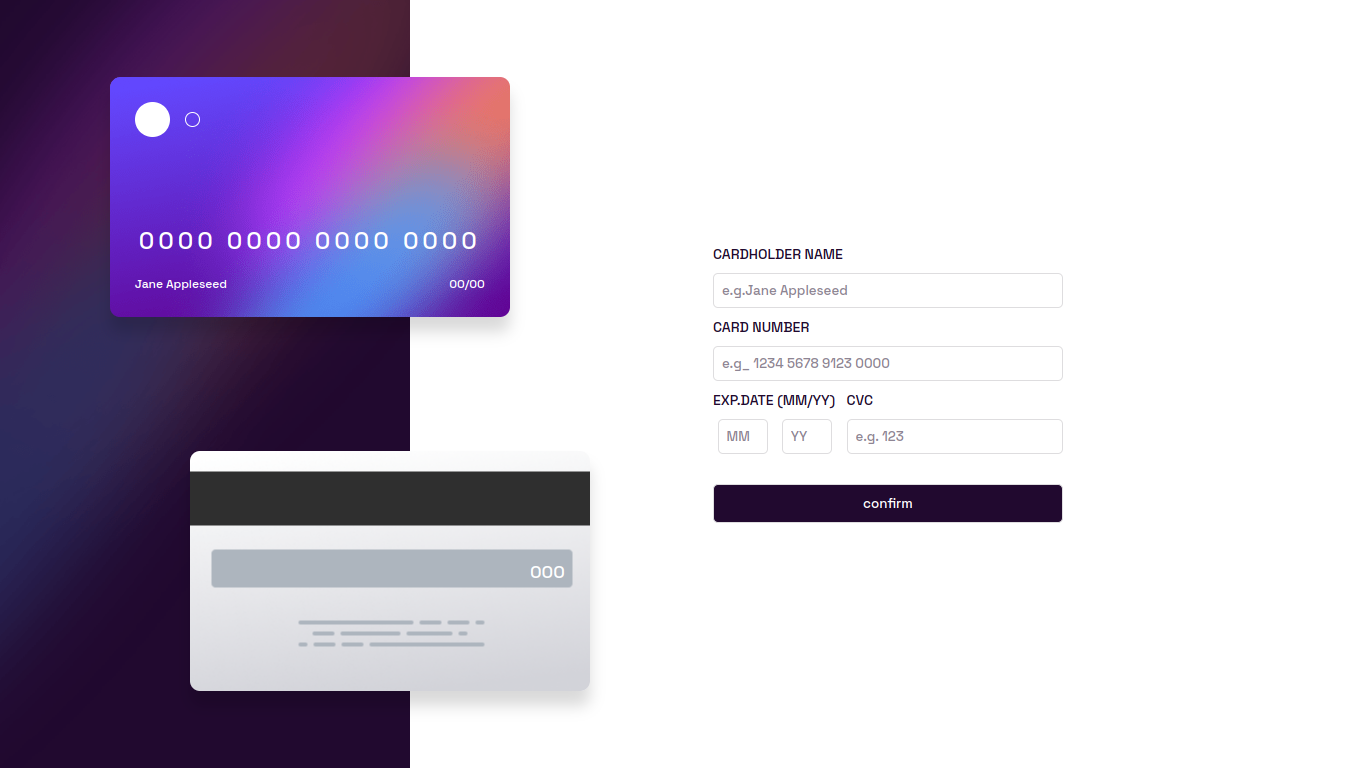 0000 0000 0000 0000
Jane Appleseed 00/00
000
CARDHOLDER NAME
e.g.Jane Appleseed
CARD NUMBER
e.g_ 1234 5678 9123 0000
EXP.DATE (MM/YY) CVC
MM YY e.g. 123
confirm